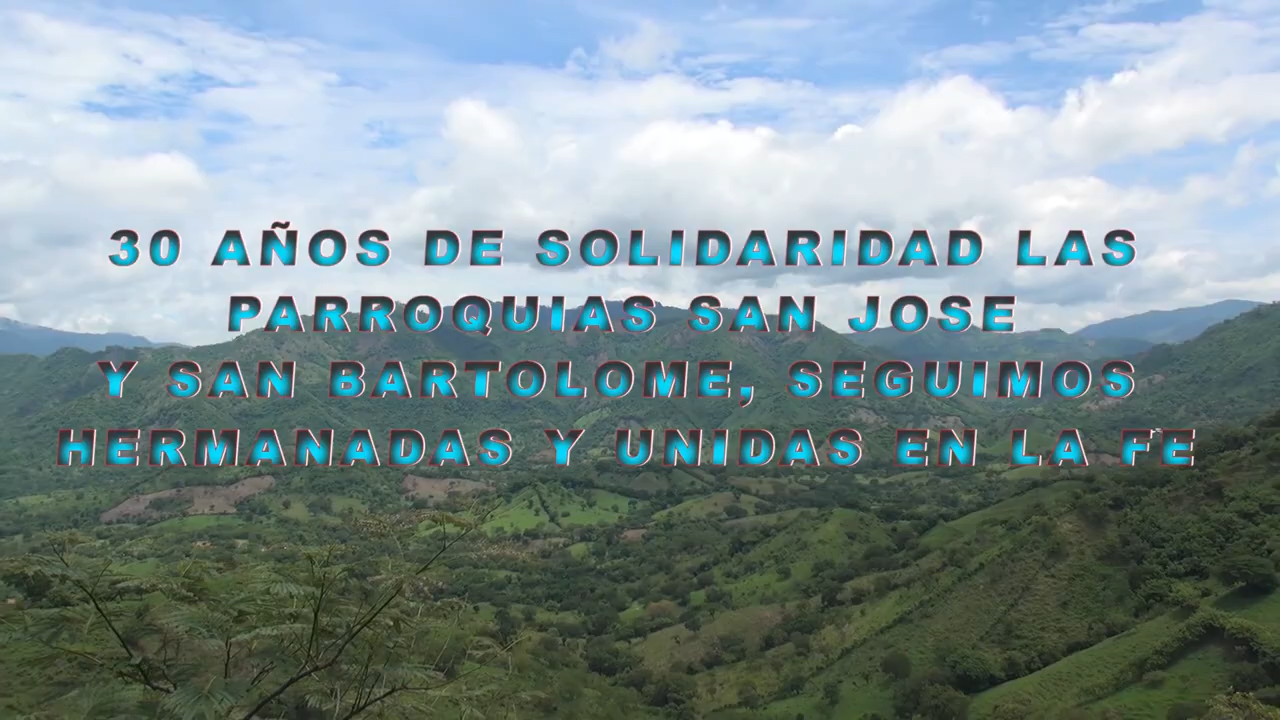 30 AÑOS DE SOLIDARIDAD LAS
PARROQUIAS SAN JOSE
Y SAN BARTOLOME, SEGUIMOS
HERMANADAS Y UNIDAS EN LA FE